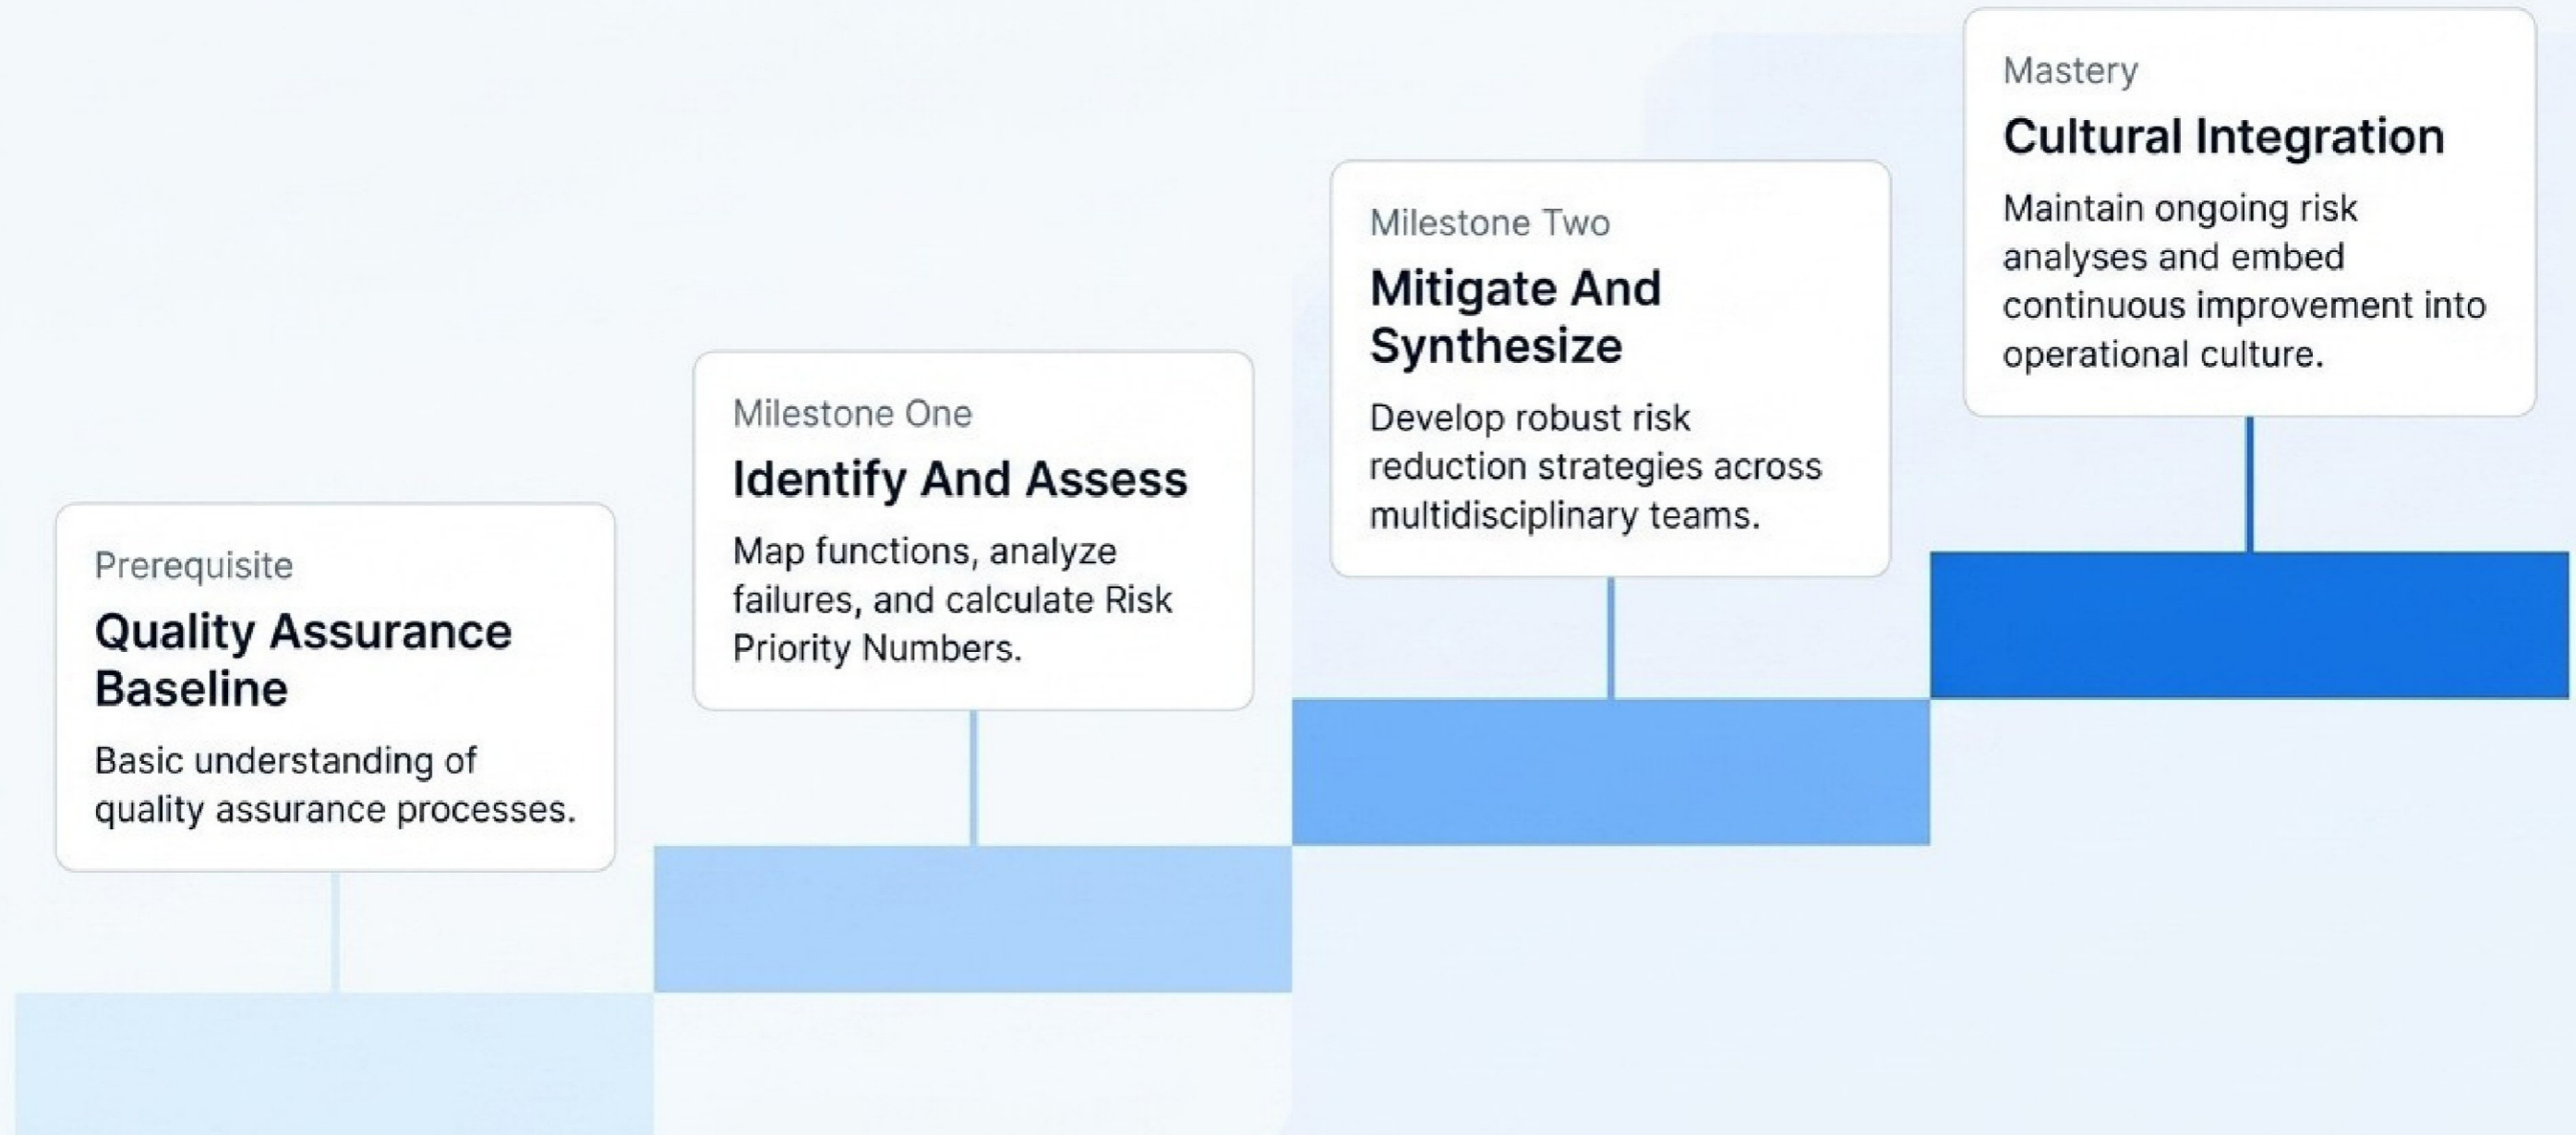 Prerequisite
Quality Assurance
Baseline
Basic understanding of
quality assurance processes.
Milestone One
Identify And Assess
Map functions, analyze
failures, and calculate Risk
Priority Numbers.
Milestone Two
Mitigate And
Synthesize
Develop robust risk
reduction strategies across
multidisciplinary teams.
Mastery
Cultural Integration
Maintain ongoing risk
analyses and embed
continuous improvement into
operational culture.